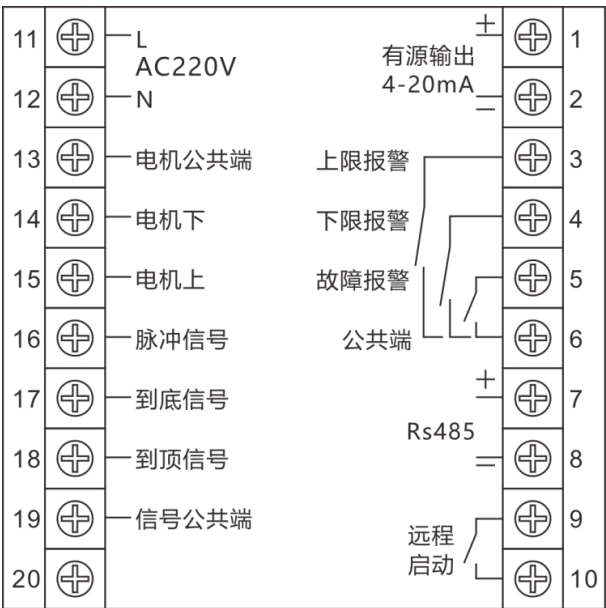 11
L
AC220V
12
N
13
电机公共端
14
电机下
15
电机上
16
脉冲信号
17
到底信号
18
到顶信号
19
信号公共端
20
+
有源输出
4-20mA
−
1
2
上限报警
3
下限报警
4
故障报警
5
公共端
6
+
7
Rs485
−
8
9
远程
启动
10